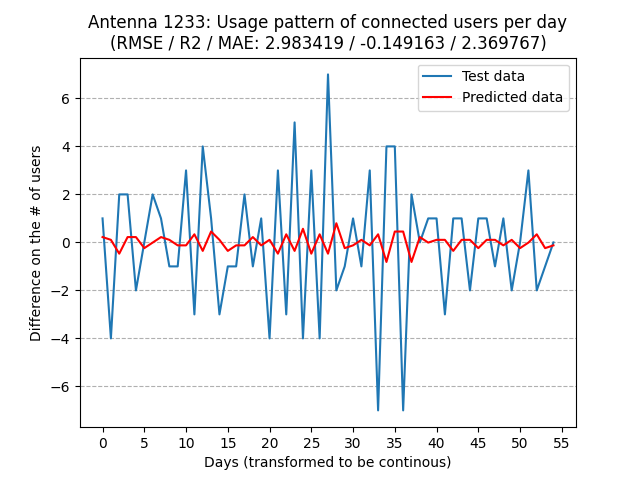 Antenna 1233: Usage pattern of connected users per day
(RMSE / R2 / MAE: 2.983419 / -0.149163 / 2.369767)
Test data
Predicted data
Difference on the # of users
6
4
2
0
−2
−4
−6
0 5 10 15 20 25 30 35 40 45 50 55
Days (transformed to be continous)